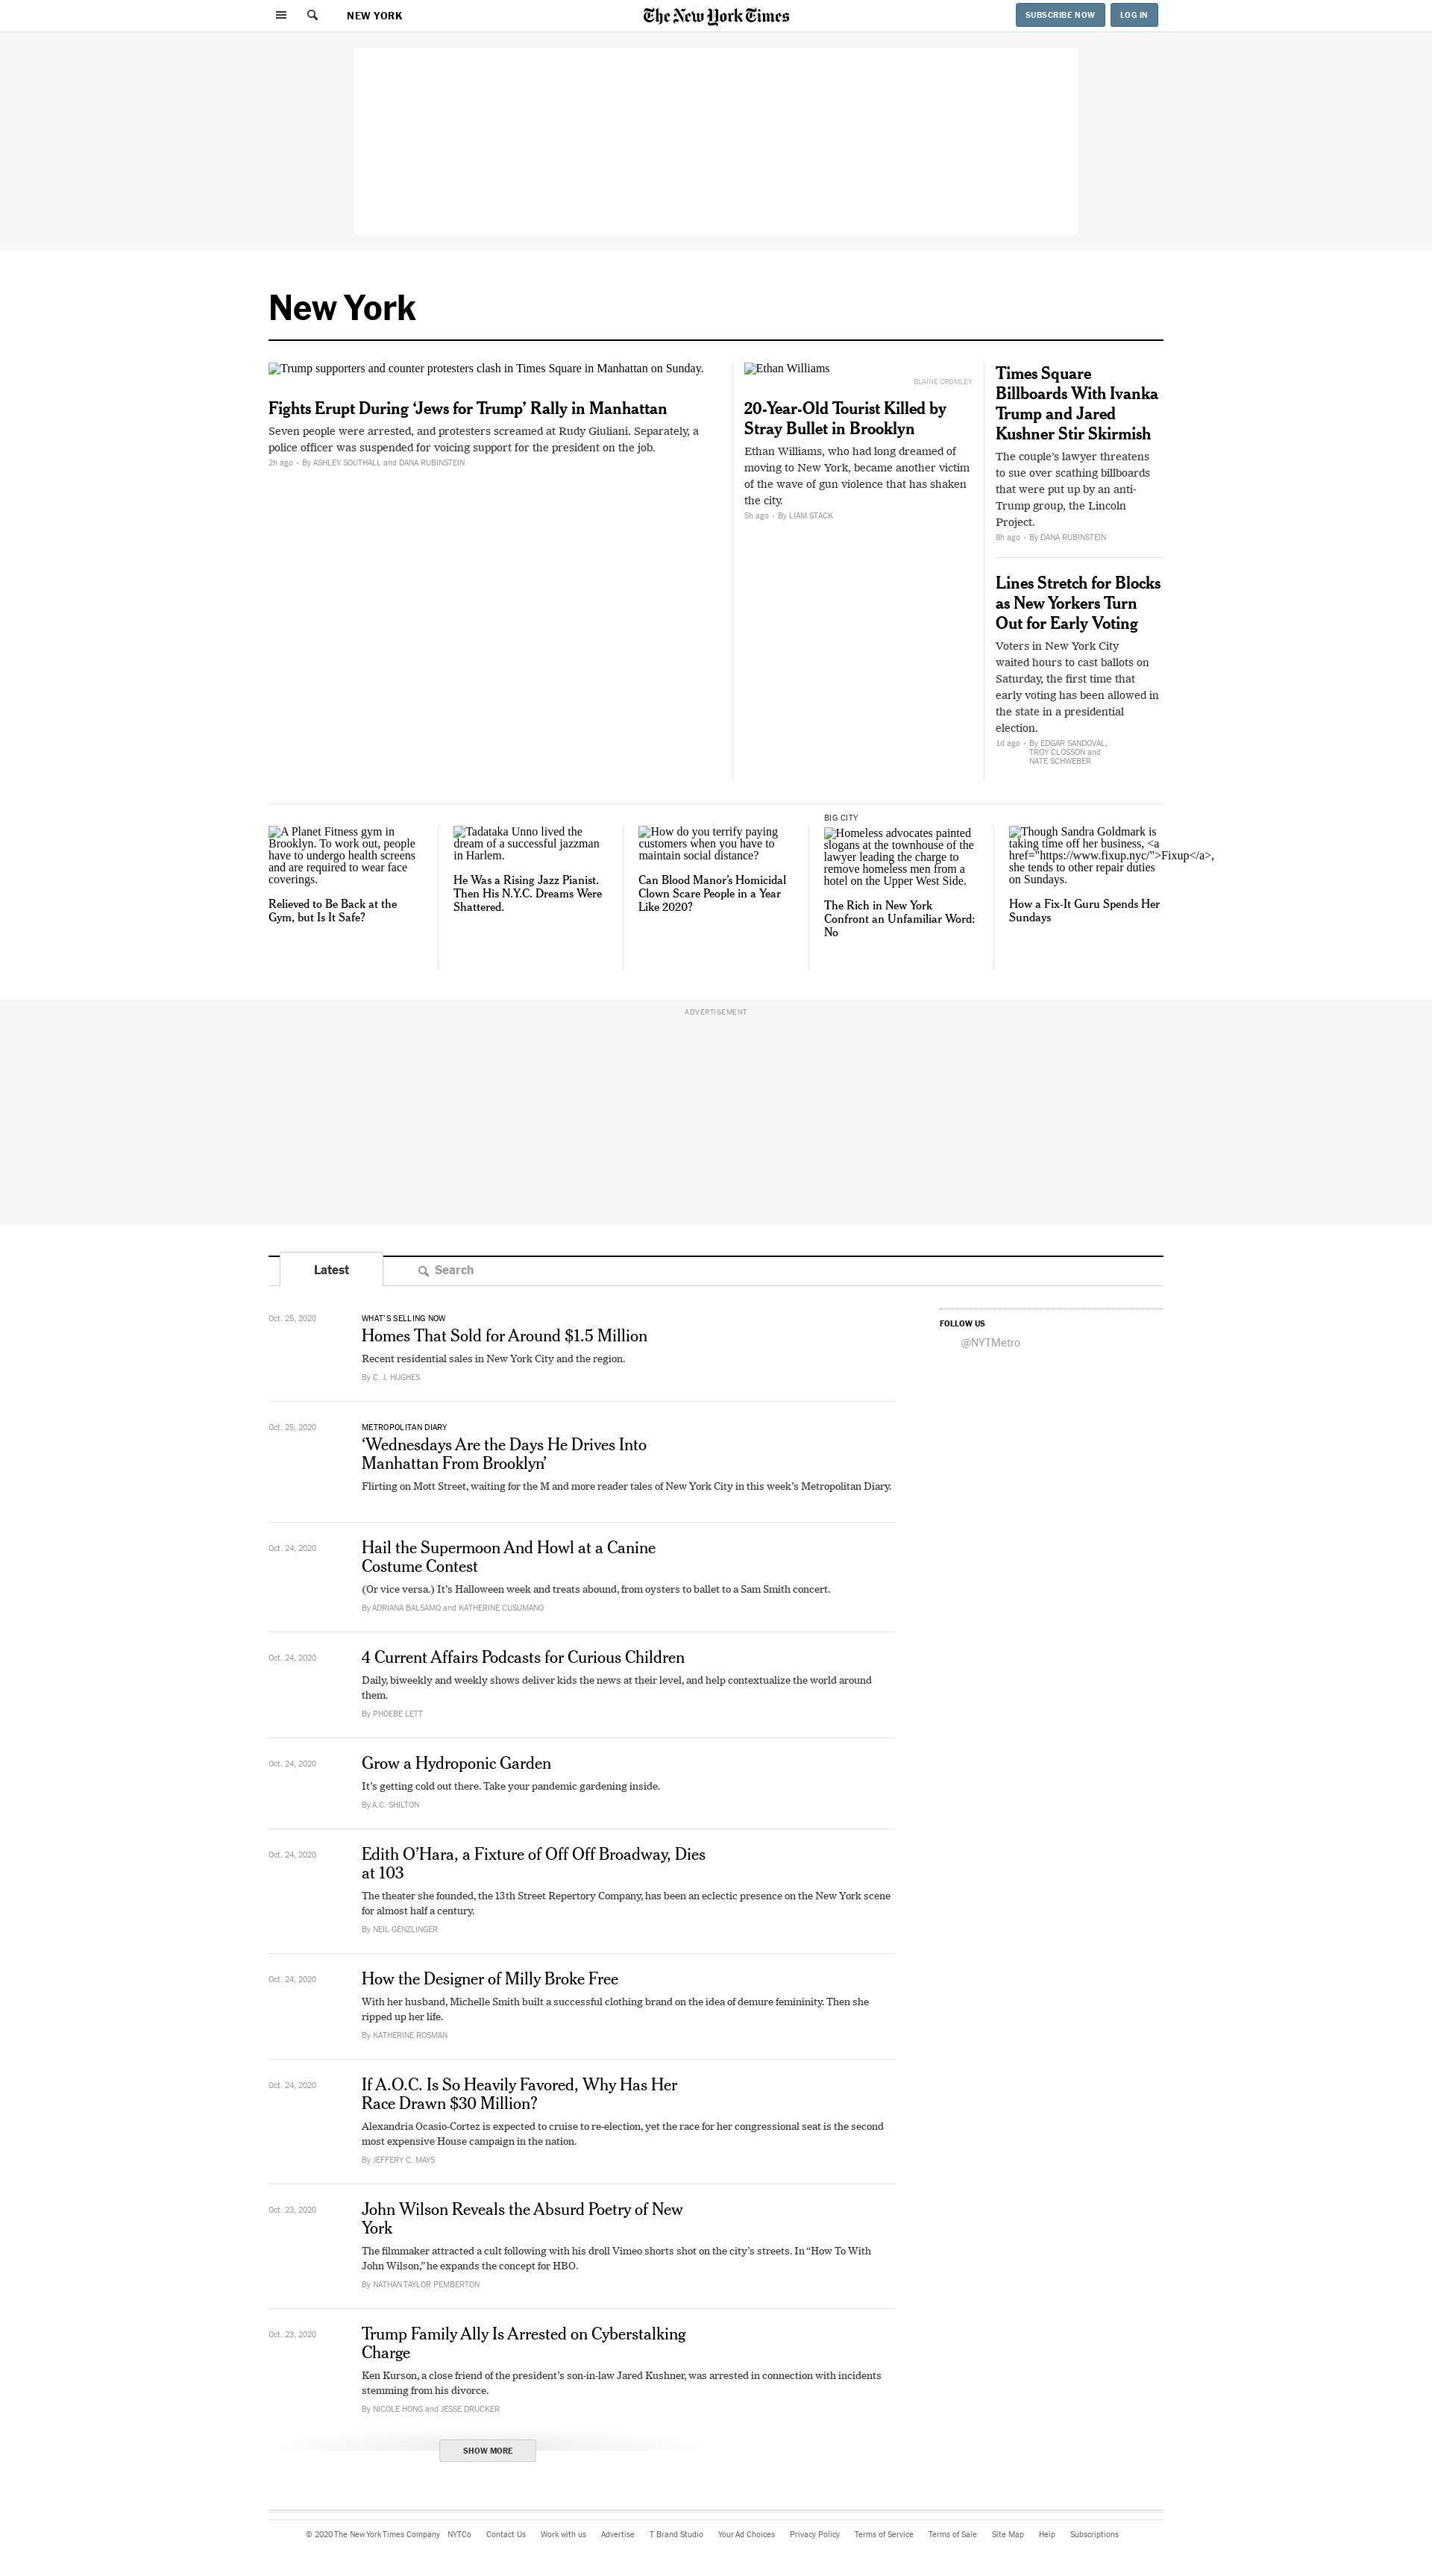 NEW YORK
The New York Times
SUBSCRIBE NOW
LOG IN
New York
Trump supporters and counter protesters clash in Times Square in Manhattan on Sunday.
Fights Erupt During ‘Jews for Trump’ Rally in Manhattan
Seven people were arrested, and protesters screamed at Rudy Giuliani. Separately, a
police officer was suspended for voicing support for the president on the job.
2h ago • By ASHLEY SOUTHALL and DANA RUBINSTEIN
Ethan Williams
BLAINE CROMLEY
20-Year-Old Tourist Killed by
Stray Bullet in Brooklyn
Ethan Williams, who had long dreamed of
moving to New York, became another victim
of the wave of gun violence that has shaken
the city.
5h ago • By LIAM STACK
Times Square
Billboards With Ivanka
Trump and Jared
Kushner Stir Skirmish
The couple’s lawyer threatens
to sue over scathing billboards
that were put up by an anti-
Trump group, the Lincoln
Project.
8h ago • By DANA RUBINSTEIN
Lines Stretch for Blocks
as New Yorkers Turn
Out for Early Voting
Voters in New York City
waited hours to cast ballots on
Saturday, the first time that
early voting has been allowed in
the state in a presidential
election.
1d ago • By EDGAR SANDOVAL,
TROY CLOSSON and
NATE SCHWEBER
A Planet Fitness gym in
Brooklyn. To work out, people
have to undergo health screens
and are required to wear face
coverings.
Relieved to Be Back at the
Gym, but Is It Safe?
Tadataka Unno lived the
dream of a successful jazzman
in Harlem.
He Was a Rising Jazz Pianist.
Then His N.Y.C. Dreams Were
Shattered.
How do you terrify paying
customers when you have to
maintain social distance?
Can Blood Manor’s Homicidal
Clown Scare People in a Year
Like 2020?
BIG CITY
Homeless advocates painted
slogans at the townhouse of the
lawyer leading the charge to
remove homeless men from a
hotel on the Upper West Side.
The Rich in New York
Confront an Unfamiliar Word:
No
Though Sandra Goldmark is
taking time off her business, <a
href="https://www.fixup.nyc/">Fixup</a>,
she tends to other repair duties
on Sundays.
How a Fix-It Guru Spends Her
Sundays
ADVERTISEMENT
Latest
Search
Oct. 25, 2020
WHAT’S SELLING NOW
Homes That Sold for Around $1.5 Million
Recent residential sales in New York City and the region.
By C. J. HUGHES
FOLLOW US
@NYTMetro
Oct. 25, 2020
METROPOLITAN DIARY
‘Wednesdays Are the Days He Drives Into
Manhattan From Brooklyn’
Flirting on Mott Street, waiting for the M and more reader tales of New York City in this week’s Metropolitan Diary.
Oct. 24, 2020
Hail the Supermoon And Howl at a Canine
Costume Contest
(Or vice versa.) It’s Halloween week and treats abound, from oysters to ballet to a Sam Smith concert.
By ADRIANA BALSAMO and KATHERINE CUSUMANO
Oct. 24, 2020
4 Current Affairs Podcasts for Curious Children
Daily, biweekly and weekly shows deliver kids the news at their level, and help contextualize the world around
them.
By PHOEBE LETT
Oct. 24, 2020
Grow a Hydroponic Garden
It’s getting cold out there. Take your pandemic gardening inside.
By A.C. SHILTON
Oct. 24, 2020
Edith O’Hara, a Fixture of Off Off Broadway, Dies
at 103
The theater she founded, the 13th Street Repertory Company, has been an eclectic presence on the New York scene
for almost half a century.
By NEIL GENZLINGER
Oct. 24, 2020
How the Designer of Milly Broke Free
With her husband, Michelle Smith built a successful clothing brand on the idea of demure femininity. Then she
ripped up her life.
By KATHERINE ROSMAN
Oct. 24, 2020
If A.O.C. Is So Heavily Favored, Why Has Her
Race Drawn $30 Million?
Alexandria Ocasio-Cortez is expected to cruise to re-election, yet the race for her congressional seat is the second
most expensive House campaign in the nation.
By JEFFERY C. MAYS
Oct. 23, 2020
John Wilson Reveals the Absurd Poetry of New
York
The filmmaker attracted a cult following with his droll Vimeo shorts shot on the city’s streets. In “How To With
John Wilson,” he expands the concept for HBO.
By NATHAN TAYLOR PEMBERTON
Oct. 23, 2020
Trump Family Ally Is Arrested on Cyberstalking
Charge
Ken Kurson, a close friend of the president’s son-in-law Jared Kushner, was arrested in connection with incidents
stemming from his divorce.
By NICOLE HONG and JESSE DRUCKER
SHOW MORE
© 2020 The New York Times Company NYTCo Contact Us Work with us Advertise T Brand Studio Your Ad Choices Privacy Policy Terms of Service Terms of Sale Site Map Help Subscriptions